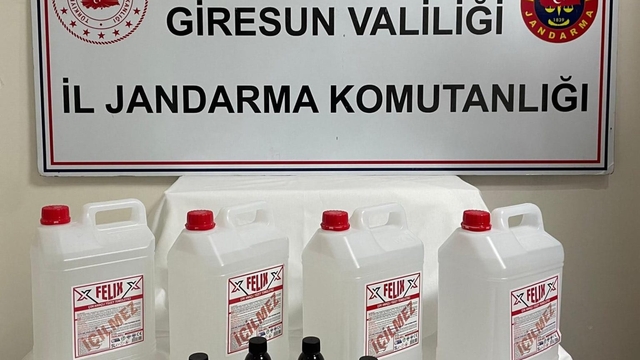 GİRESUN VALİLİĞİ
JANDARMA
1839
İL JANDARMA KOMUTANLIĞI
FELIX
İÇİLMEZ
FELIX
İÇİLMEZ
FELIX
İÇİLMEZ
FELIX
İÇİLMEZ